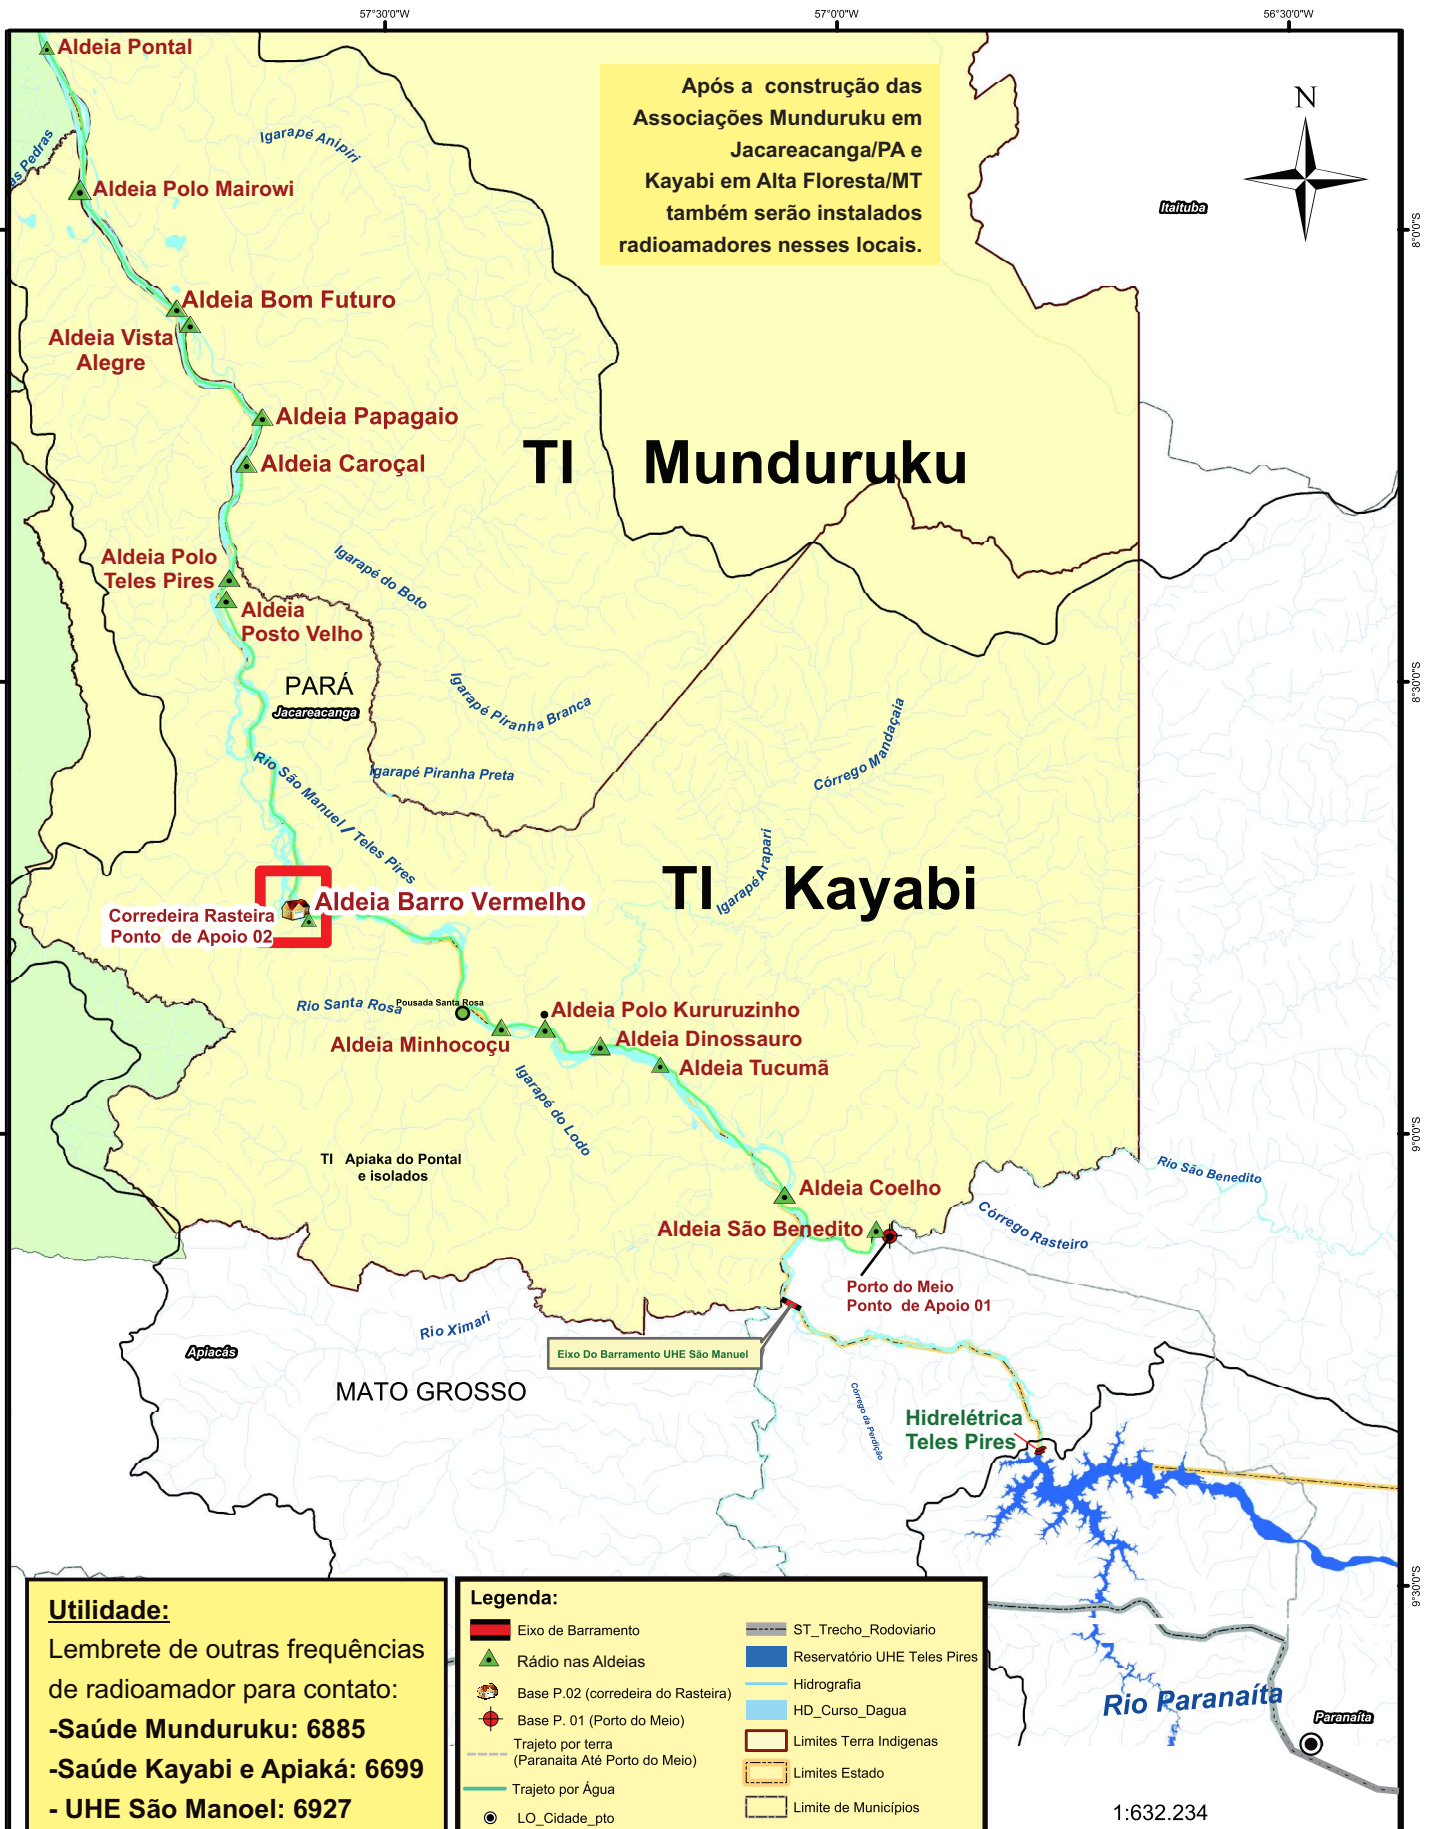 57°30'0"W
57°0'0"W
56°30'0"W
Aldeia Pontal
Após a construção das
Associações Munduruku em
Jacareacanga/PA e
Kayabi em Alta Floresta/MT
também serão instalados
radioamadores nesses locais.
N
Igarapé Anipiri
as Pedras
Aldeia Polo Mairowi
Itaituba
8°0'0"S
Aldeia Bom Futuro
Aldeia Vista
Alegre
Aldeia Papagaio
Aldeia Caroçal
TI Munduruku
Aldeia Polo
Teles Pires
Igarapé do Boto
Aldeia
Posto Velho
PARÁ
Jacareacanga
8°30'0"S
Igarapé Piranha Branca
Córrego Mandaçaia
Igarapé Piranha Preta
Rio São Manuel / Teles Pires
Igarapé Arapari
TI Kayabi
Aldeia Barro Vermelho
Corredeira Rasteira
Ponto de Apoio 02
Rio Santa Rosa
Pousada Santa Rosa
Aldeia Polo Kururuzinho
Aldeia Minhocoçu
Aldeia Dinossauro
Aldeia Tucumã
Igarapé do Lodo
9°0'0"S
TI Apiaka do Pontal
e isolados
Rio São Benedito
Aldeia Coelho
Aldeia São Benedito
Córrego Rasteiro
Porto do Meio
Ponto de Apoio 01
Rio Ximari
Apiacás
Eixo Do Barramento UHE São Manuel
MATO GROSSO
Córrego da Perdição
Hidrelétrica
Teles Pires
9°30'0"S
Utilidade:
Lembrete de outras frequências
de radioamador para contato:
-Saúde Munduruku: 6885
-Saúde Kayabi e Apiaká: 6699
- UHE São Manoel: 6927
Legenda:
Eixo de Barramento
Rádio nas Aldeias
Base P.02 (corredeira do Rasteira)
Base P. 01 (Porto do Meio)
Trajeto por terra
(Paranaita Até Porto do Meio)
Trajeto por Água
LO_Cidade_pto
ST_Trecho_Rodoviario
Reservatório UHE Teles Pires
Hidrografia
HD_Curso_Dagua
Limites Terra Indigenas
Limites Estado
Limite de Municípios
Rio Paranaíta
Paranaíta
1:632.234